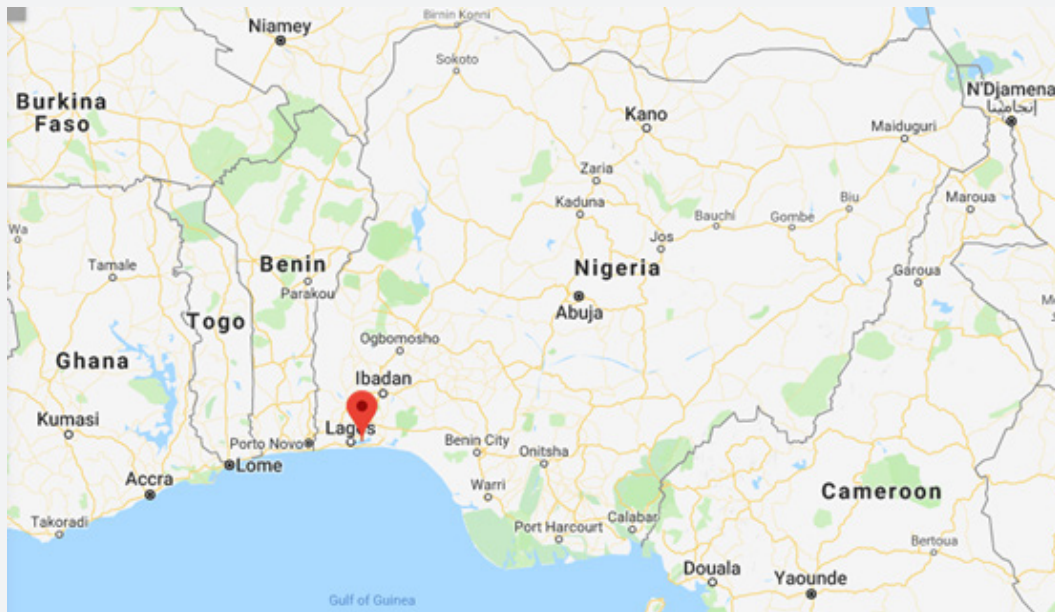 Birnin Konni
Niamey
Sokoto
N'Djamena
إنجامينا
Burkina
Faso
Kano
Maiduguri
Zaria
Kaduna
Biu
Maroua
Bauchi
Gombe
Wa
Jos
Tamale
Benin
Nigeria
Garoua
Parakou
Abuja
Togo
Ogbomosho
Ghana
Ibadan
Kumasi
Lagos
Porto Novo
Benin City
Onitsha
Lome
Accra
Warri
Cameroon
Takoradi
Port Harcourt
Calabar
Bertoua
Douala
Yaounde
Gulf of Guinea